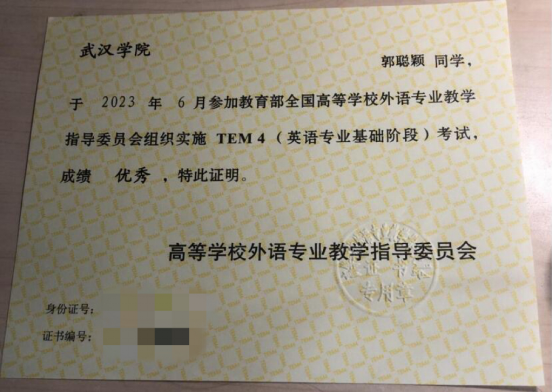 武汉学院
郭聪颖 同学，
于 2023 年 6 月参加教育部全国高等学校外语专业教学
指导委员会组织实施 TEM 4（英语专业基础阶段）考试，
成绩 优秀 ，特此证明。
高等学校外语专业教学指导委员会
专用章
身份证号：
证书编号：